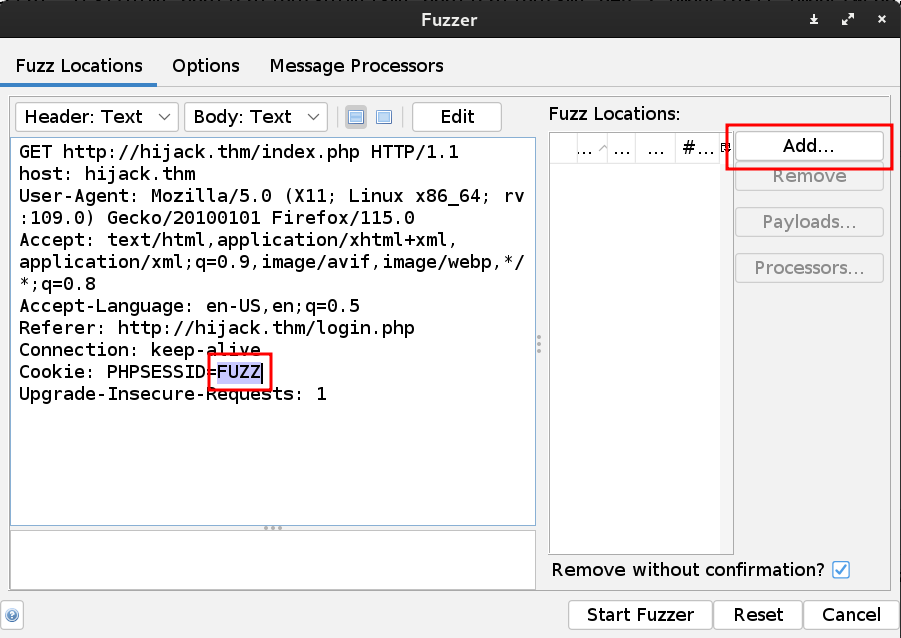 Fuzzer
Fuzz Locations Options Message Processors
Header: Text Body: Text Edit
GET http://hijack.thm/index.php HTTP/1.1
host: hijack.thm
User-Agent: Mozilla/5.0 (X11; Linux x86_64; rv
:109.0) Gecko/20100101 Firefox/115.0
Accept: text/html,application/xhtml+xml,
application/xml;q=0.9,image/avif,image/webp,*/
*;q=0.8
Accept-Language: en-US,en;q=0.5
Referer: http://hijack.thm/login.php
Connection: keep-alive
Cookie: PHPSESSID=FUZZ
Upgrade-Insecure-Requests: 1
Fuzz Locations:
... ... ... #...
Add...
Remove
Payloads...
Processors...
Remove without confirmation?
Start Fuzzer Reset Cancel